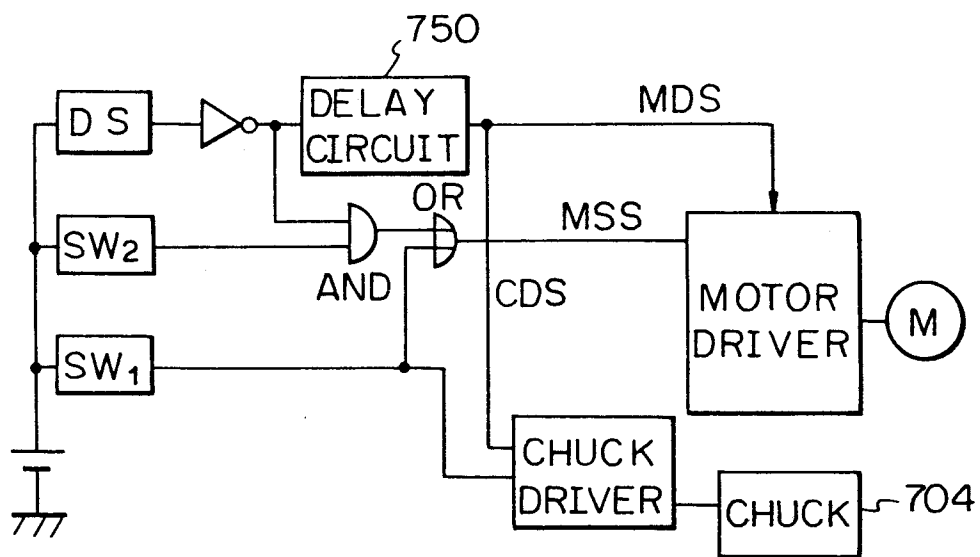 750
DS
DELAY
CIRCUIT
MDS
OR
MSS
SW2
AND
CDS
MOTOR
DRIVER
M
SW1
CHUCK
DRIVER
CHUCK
704